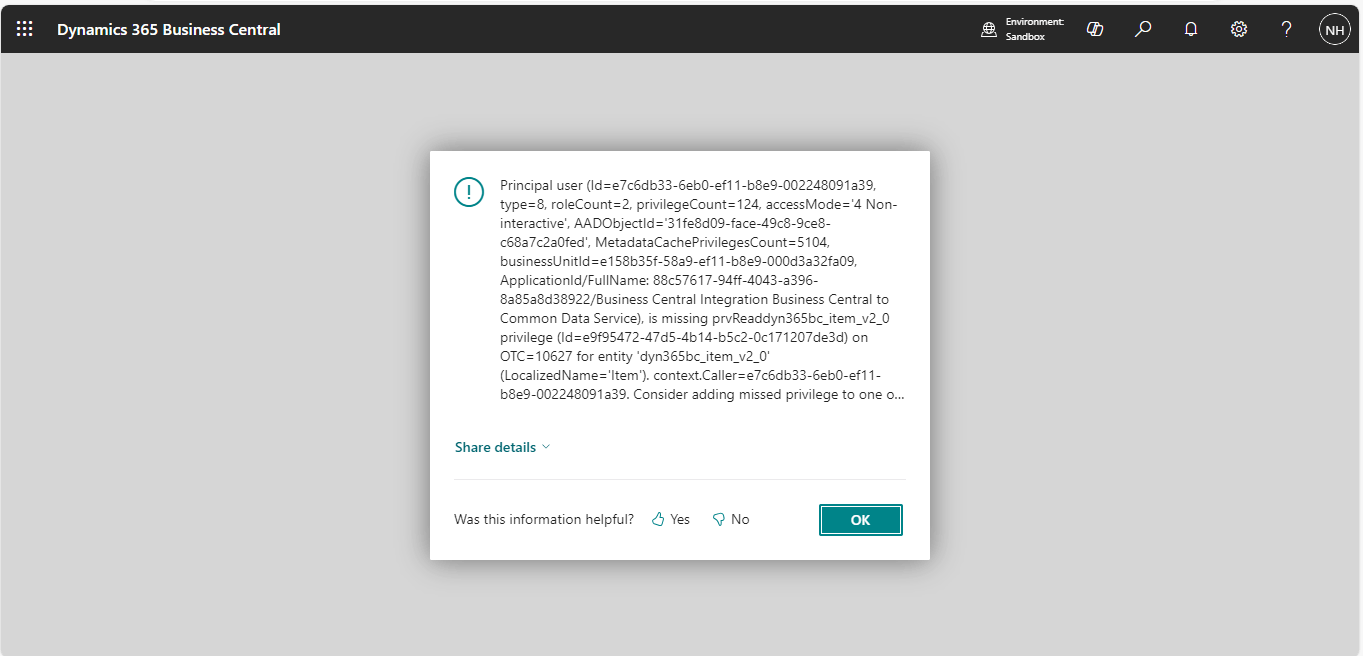 Dynamics 365 Business Central
Environment:
Sandbox
?
NH
Principal user (Id=e7c6db33-6eb0-ef11-b8e9-002248091a39,
type=8, roleCount=2, privilegeCount=124, accessMode='4 Non-
interactive', AADObjectId='31fe8d09-face-49c8-9ce8-
c68a7c2a0fed', MetadataCachePrivilegesCount=5104,
businessUnitId=e158b35f-58a9-ef11-b8e9-000d3a32fa09,
ApplicationId/FullName: 88c57617-94ff-4043-a396-
8a85a8d38922/Business Central Integration Business Central to
Common Data Service), is missing prvReaddyn365bc_item_v2_0
privilege (Id=e9f95472-47d5-4b14-b5c2-0c171207de3d) on
OTC=10627 for entity 'dyn365bc_item_v2_0'
(LocalizedName='Item'). context.Caller=e7c6db33-6eb0-ef11-
b8e9-002248091a39. Consider adding missed privilege to one o...
Share details
Was this information helpful? Yes No
OK